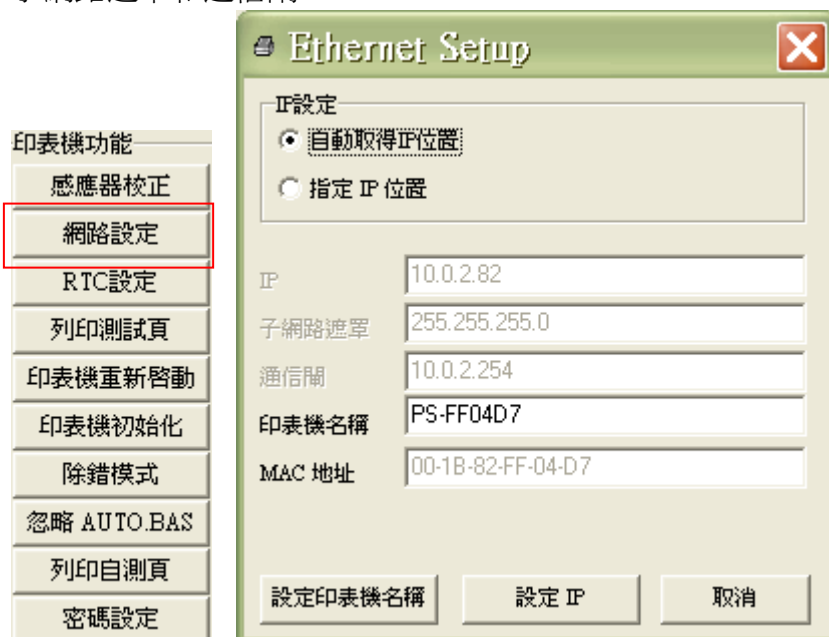 印表機功能
感應器校正
網路設定
RTC設定
列印測試頁
印表機重新啓動
印表機初始化
除錯模式
忽略 AUTO.BAS
列印自測頁
密碼設定
Ethernet Setup
IP設定
自動取得IP位置
指定 IP 位置
IP 10.0.2.82
子網路遮罩 255.255.255.0
通信閘 10.0.2.254
印表機名稱 PS-FF04D7
MAC 地址 00-1B-82-FF-04-D7
設定印表機名稱 設定 IP 取消